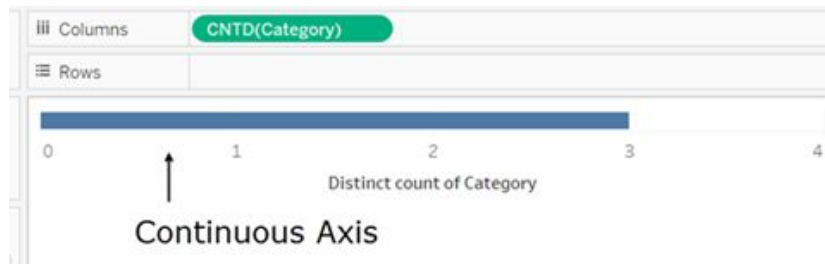 Columns
CNTD(Category)
Rows
0 1 2 3 4
Distinct count of Category
Continuous Axis